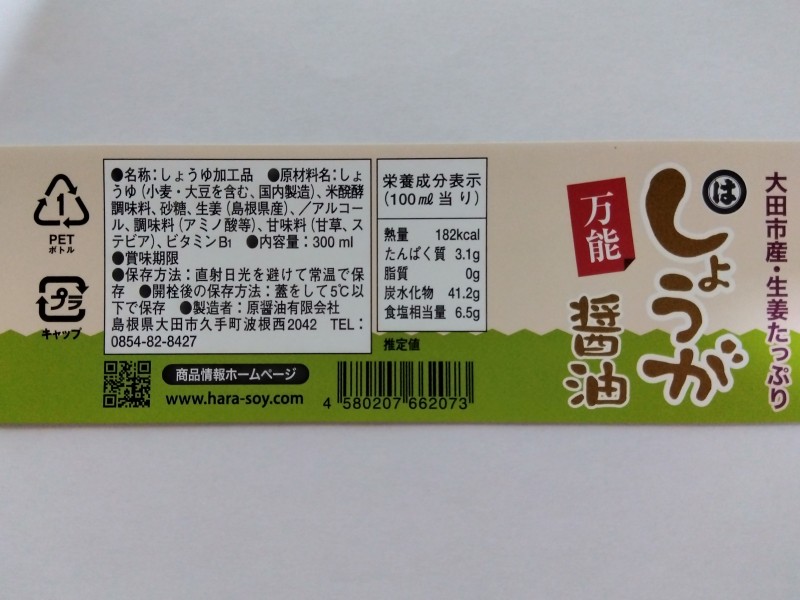 1
PET
ボトル
プラ
キャップ
●名称：しょうゆ加工品 ●原材料名：しょ
うゆ（小麦・大豆を含む、国内製造）、米醗酵
調味料、砂糖、生姜（島根県産）、／アルコー
ル、調味料（アミノ酸等）、甘味料（甘草、ス
テビア）、ビタミンB1 ●内容量：300 ml
●賞味期限
●保存方法：直射日光を避けて常温で保
存 ●開栓後の保存方法：蓋をして5℃以
下で保存 ●製造者：原醤油有限会社
島根県大田市久手町波根西2042 TEL：
0854-82-8427
商品情報ホームページ
www.hara-soy.com
栄養成分表示
（100㎖当り）
熱量 182kcal
たんぱく質 3.1g
脂質 0g
炭水化物 41.2g
食塩相当量 6.5g
推定値
4 580207 662073
大田市産・生姜たっぷり
は
しょうが
万能
醤油